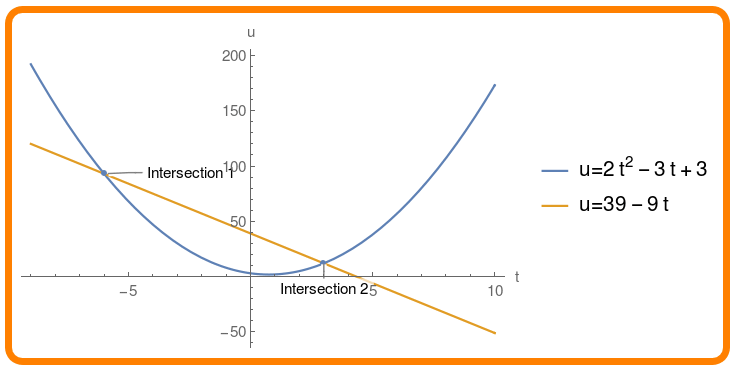 u
200
150
Intersection 1
100
50
t
−5
5
10
Intersection 2
−50
u=2 t² − 3 t + 3
u=39 − 9 t